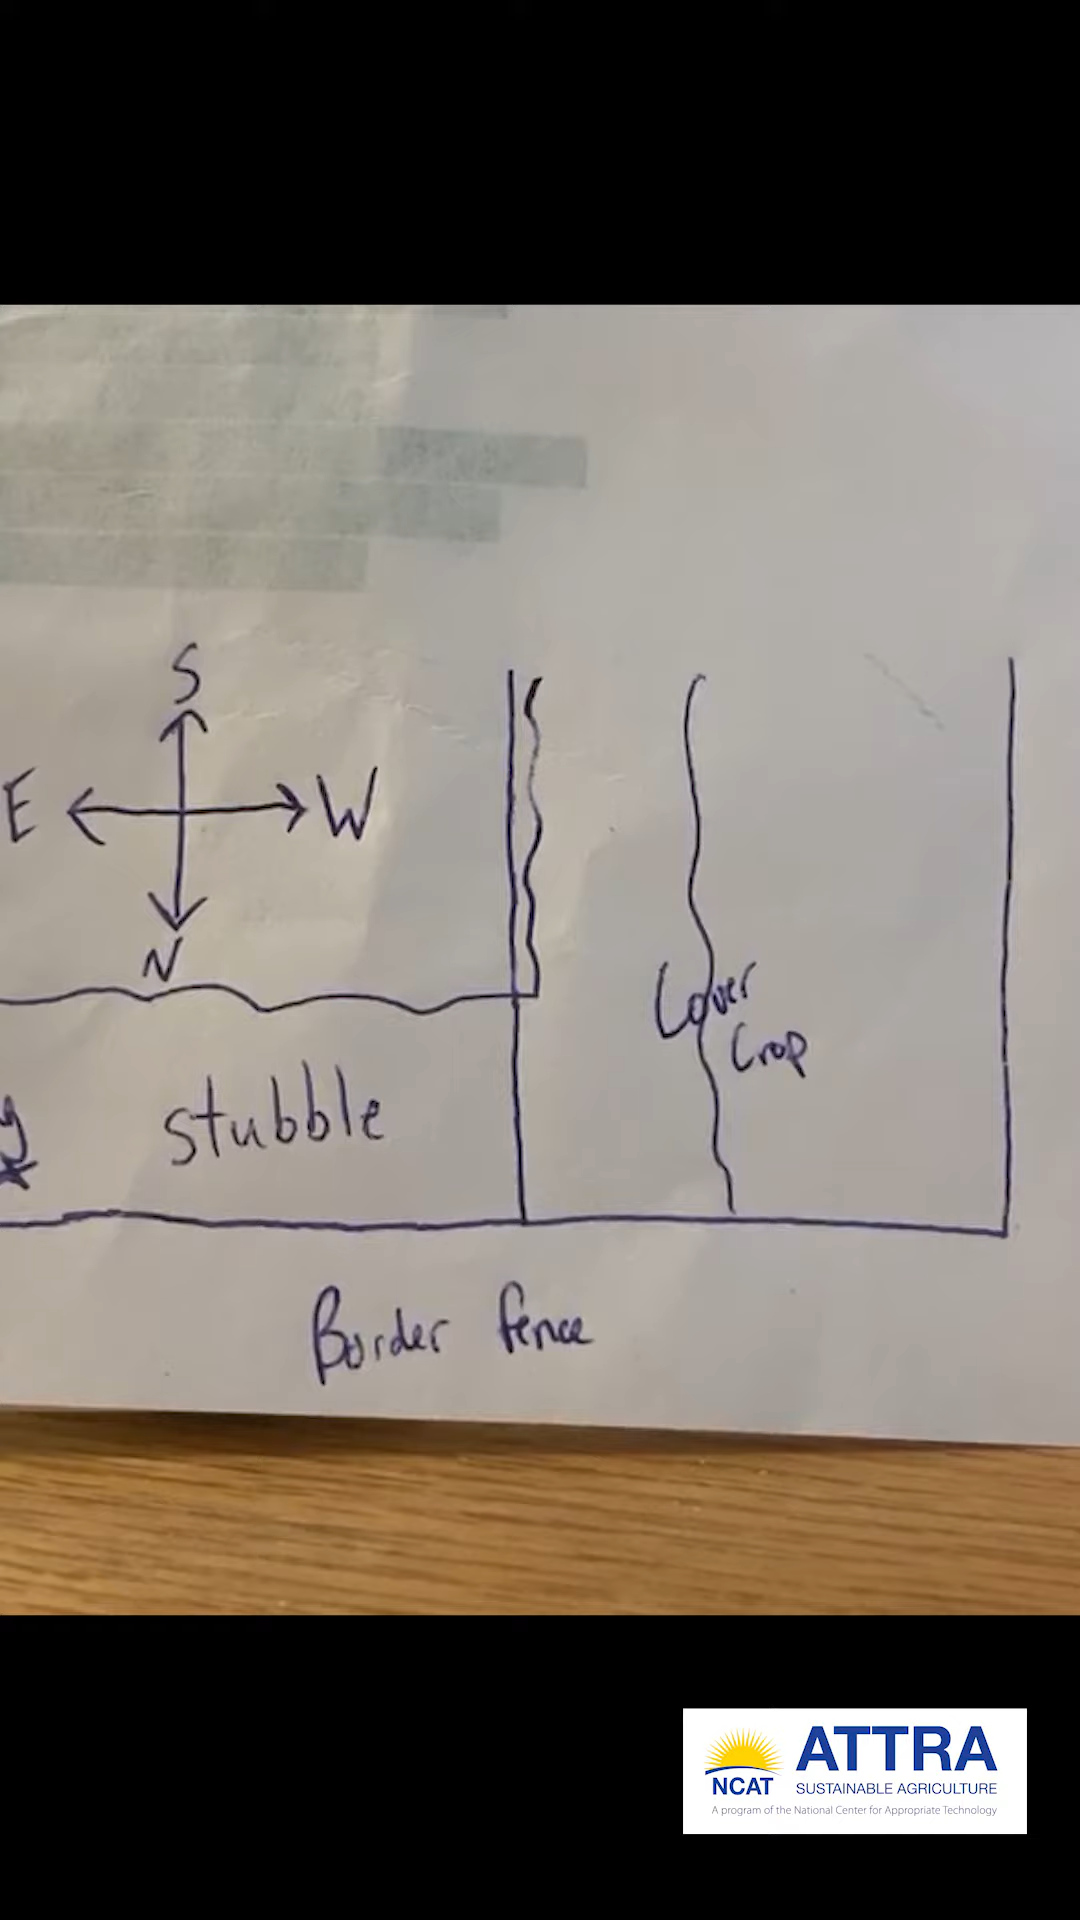 S
E
W
N
Cover
Crop
stubble
Border fence
NCAT
ATTRA
SUSTAINABLE AGRICULTURE
A program of the National Center for Appropriate Technology